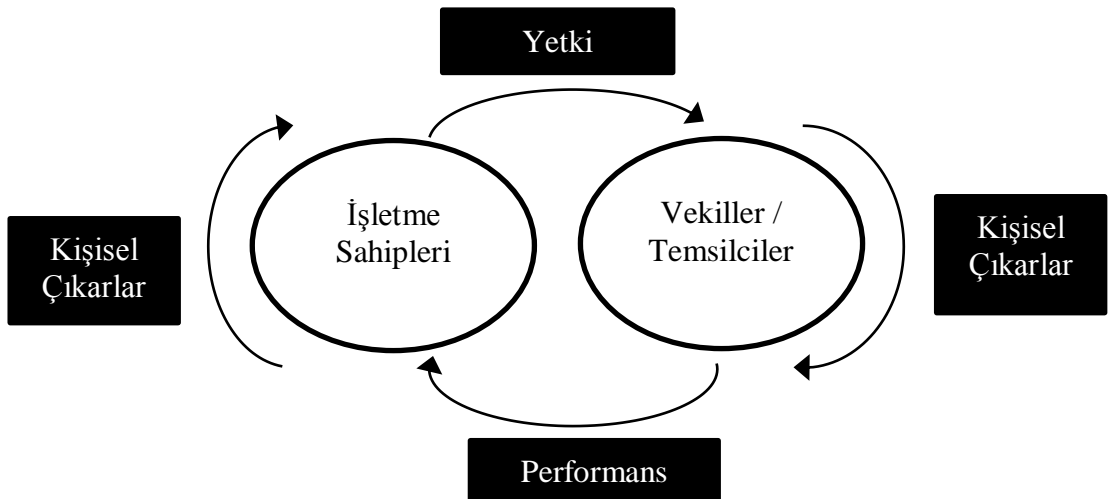 Yetki
İşletme
Sahipleri
Vekiller /
Temsilciler
Kişisel
Çıkarlar
Kişisel
Çıkarlar
Performans